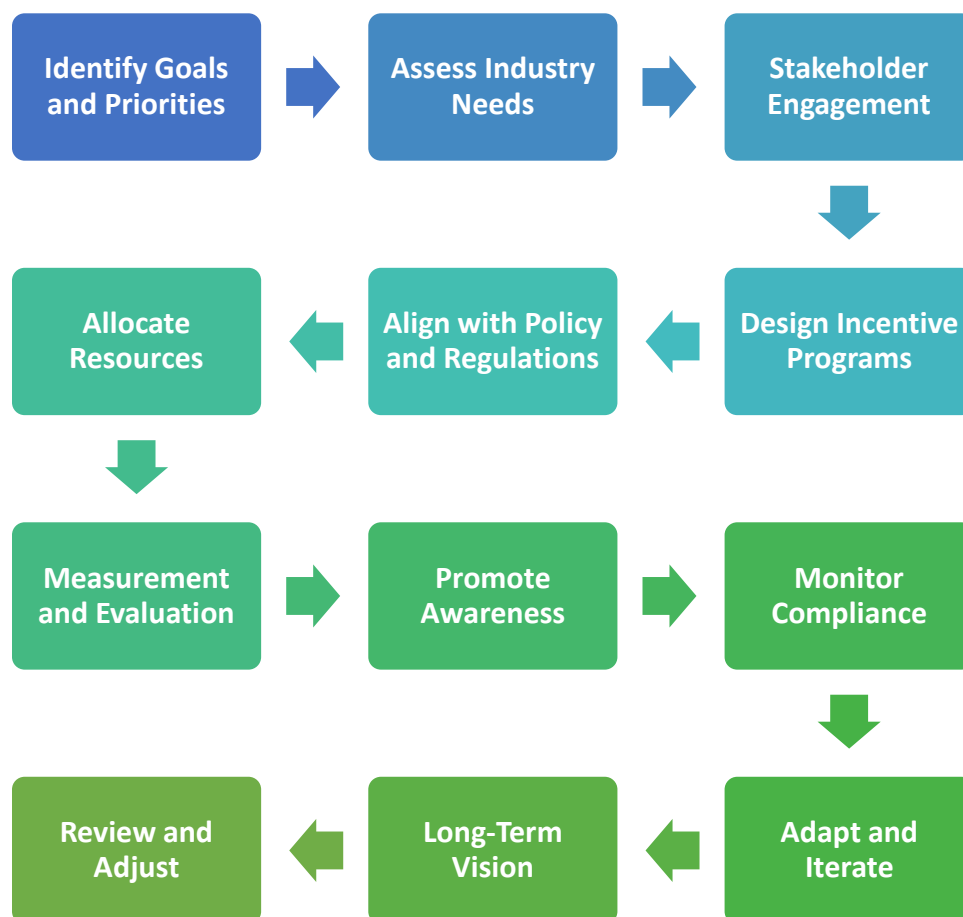 Identify Goals
and Priorities
Assess Industry
Needs
Stakeholder
Engagement
Design Incentive
Programs
Align with Policy
and Regulations
Allocate
Resources
Measurement
and Evaluation
Promote
Awareness
Monitor
Compliance
Adapt and
Iterate
Long-Term
Vision
Review and
Adjust